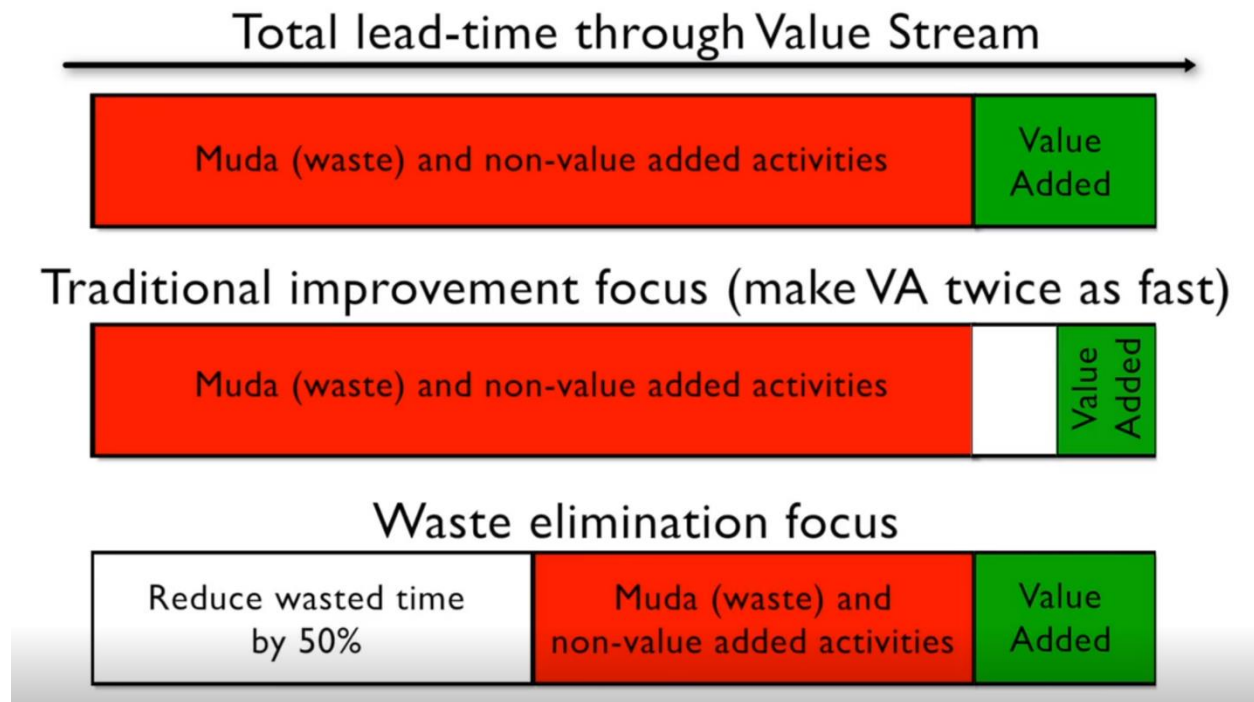 Total lead-time through Value Stream
Muda (waste) and non-value added activities
Value
Added
Traditional improvement focus (make VA twice as fast)
Muda (waste) and non-value added activities
Value
Added
Waste elimination focus
Reduce wasted time
by 50%
Muda (waste) and
non-value added activities
Value
Added